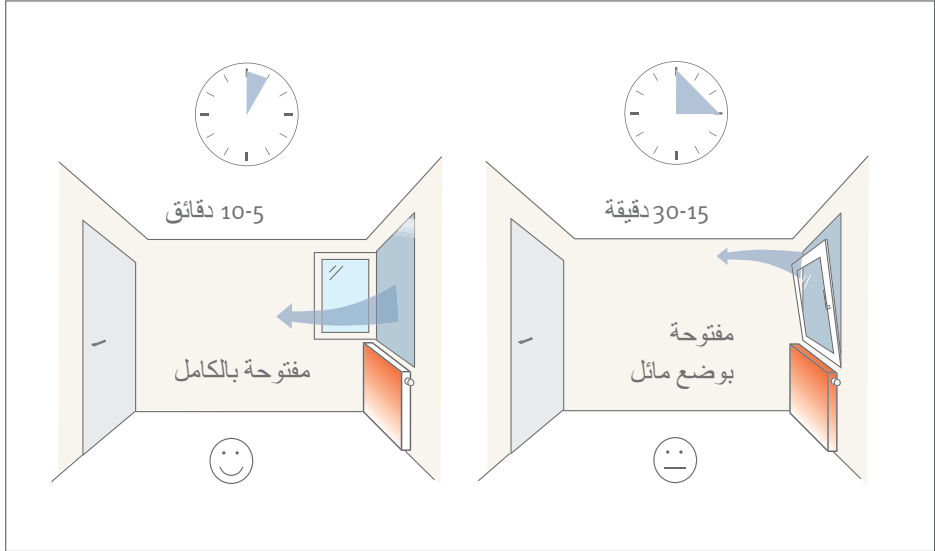 30-15 دقيقة
مفتوحة
بوضع مائل
10-5 دقائق
مفتوحة بالكامل